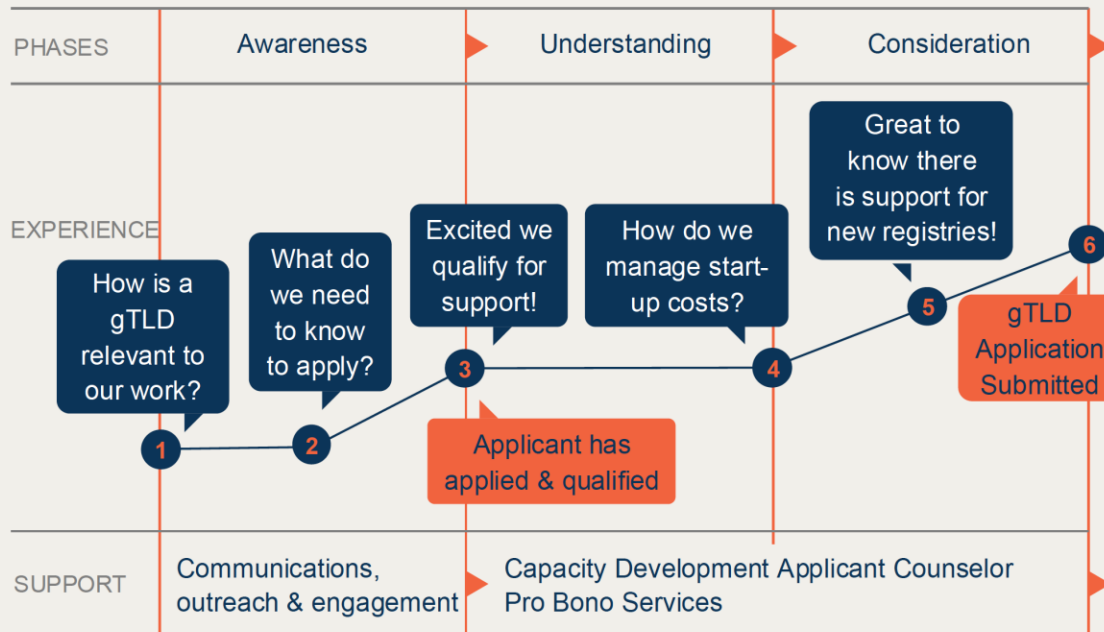 PHASES
Awareness
Understanding
Consideration
EXPERIENCE
How is a
gTLD
relevant to
our work?
What do
we need
to know
to apply?
Excited we
qualify for
support!
How do we
manage start-
up costs?
Great to
know there
is support for
new registries!
1
2
3
4
5
6
Applicant has
applied & qualified
gTLD
Application
Submitted
SUPPORT
Communications,
outreach & engagement
Capacity Development Applicant Counselor
Pro Bono Services